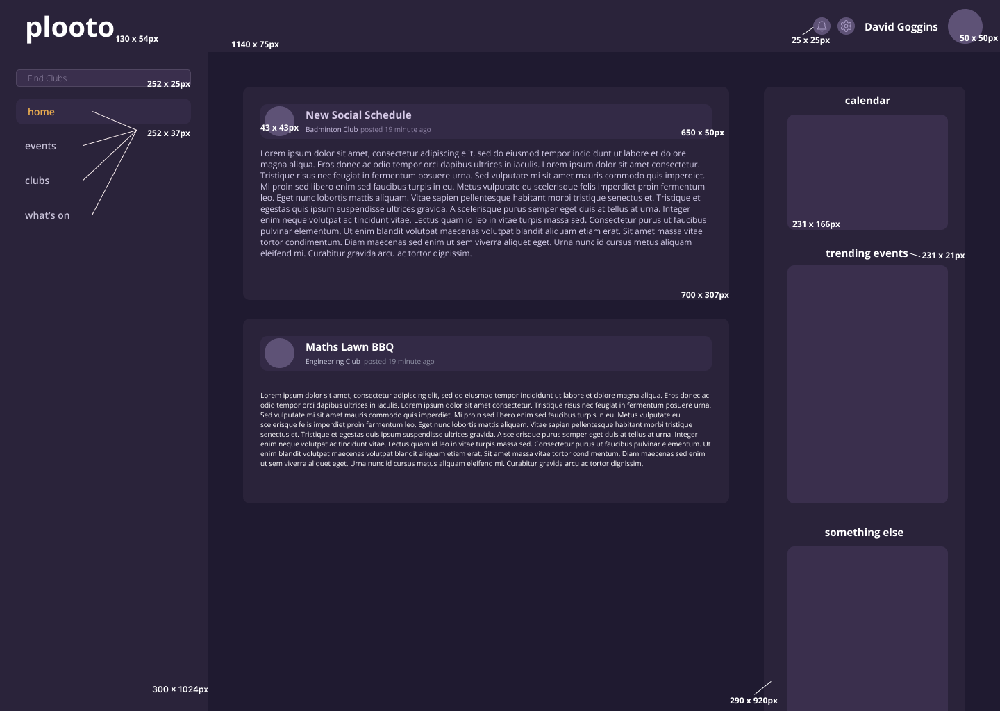 plooto
130 x 54px
1140 x 75px
25 x 25px
David Goggins
50 x 50px
Find Clubs
252 x 25px
home
252 x 37px
events
clubs
what's on
300 × 1024px
New Social Schedule
43 x 43px
Badminton Club posted 19 minute ago
650 x 50px
Lorem ipsum dolor sit amet, consectetur adipiscing elit, sed do eiusmod tempor incididunt ut labore et dolore
magna aliqua. Eros donec ac odio tempor orci dapibus ultrices in iaculis. Lorem ipsum dolor sit amet consectetur.
Tristique risus nec feugiat in fermentum posuere urna. Sed vulputate mi sit amet mauris commodo quis imperdiet.
Mi proin sed libero enim sed faucibus turpis in eu. Metus vulputate eu scelerisque felis imperdiet proin fermentum
leo. Eget nunc lobortis mattis aliquam. Vitae sapien pellentesque habitant morbi tristique senectus et. Tristique et
egestas quis ipsum suspendisse ultrices gravida. A scelerisque purus semper eget duis at tellus at urna. Integer
enim neque volutpat ac tincidunt vitae. Lectus quam id leo in vitae turpis massa sed. Consectetur purus ut faucibus
pulvinar elementum. Ut enim blandit volutpat maecenas volutpat blandit aliquam etiam erat. Sit amet massa vitae
tortor condimentum. Diam maecenas sed enim ut sem viverra aliquet eget. Urna nunc id cursus metus aliquam
eleifend mi. Curabitur gravida arcu ac tortor dignissim.
700 x 307px
Maths Lawn BBQ
Engineering Club posted 19 minute ago
Lorem ipsum dolor sit amet, consectetur adipiscing elit, sed do eiusmod tempor incididunt ut labore et dolore magna aliqua. Eros donec ac
odio tempor orci dapibus ultrices in iaculis. Lorem ipsum dolor sit amet consectetur. Tristique risus nec feugiat in fermentum posuere urna.
Sed vulputate mi sit amet mauris commodo quis imperdiet. Mi proin sed libero enim sed faucibus turpis in eu. Metus vulputate eu
scelerisque felis imperdiet proin fermentum leo. Eget nunc lobortis mattis aliquam. Vitae sapien pellentesque habitant morbi tristique
senectus et. Tristique et egestas quis ipsum suspendisse ultrices gravida. A scelerisque purus semper eget duis at tellus at urna. Integer
enim neque volutpat ac tincidunt vitae. Lectus quam id leo in vitae turpis massa sed. Consectetur purus ut faucibus pulvinar elementum. Ut
enim blandit volutpat maecenas volutpat blandit aliquam etiam erat. Sit amet massa vitae tortor condimentum. Diam maecenas sed enim
ut sem viverra aliquet eget. Urna nunc id cursus metus aliquam eleifend mi. Curabitur gravida arcu ac tortor dignissim.
calendar
231 x 166px
trending events
231 x 21px
something else
290 x 920px